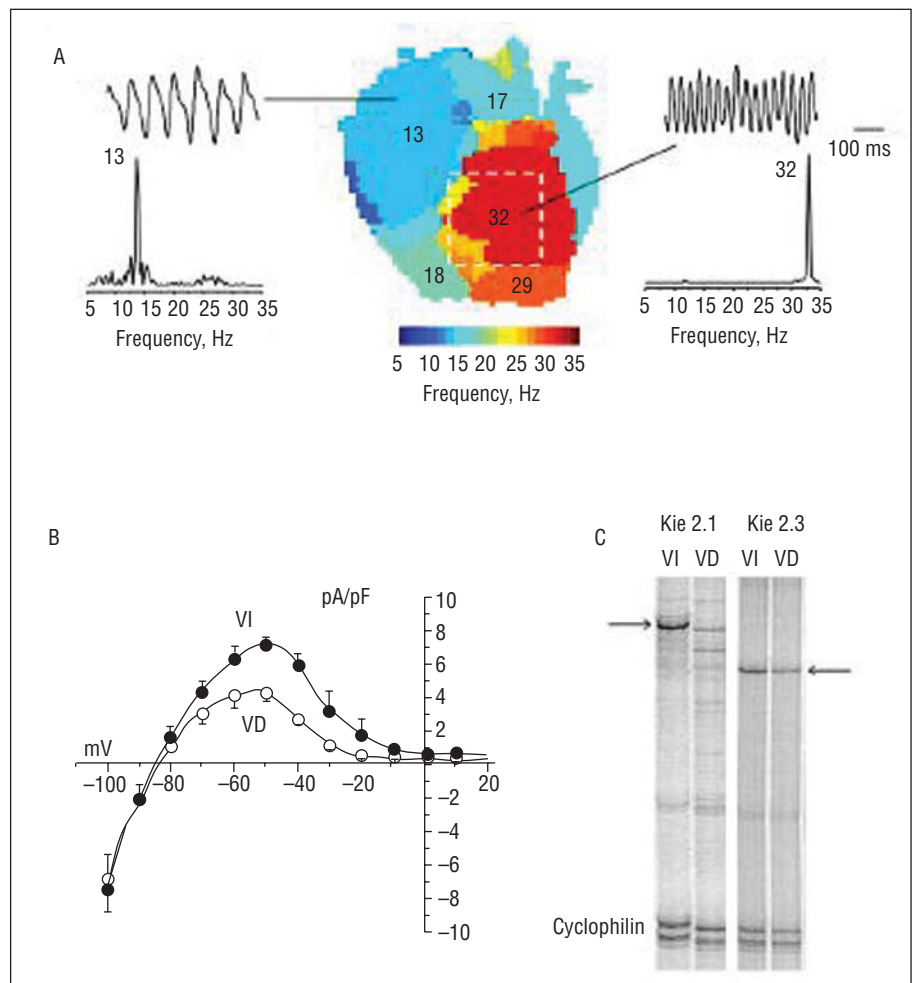 A
17
13
100 ms
13
32
32
18
29
5 10 13 15 20 25 30 35
Frequency, Hz
5 10 15 20 25 30 35
Frequency, Hz
5 10 15 20 25 30 35
Frequency, Hz
B
pA/pF
VI
VD
mV
10
8
6
4
2
–2
–4
–6
–8
–10
–100 –80 –60 –40 –20 0 20
C
Kie 2.1 Kie 2.3
VI VD VI VD
Cyclophilin